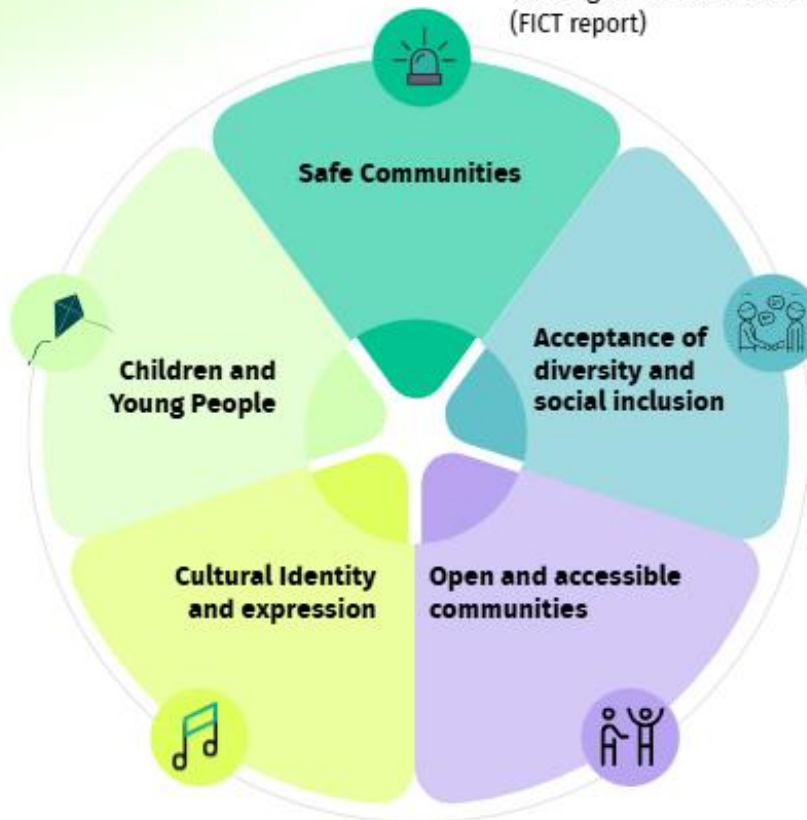 (FICT report)
Safe Communities
Acceptance of
diversity and
social inclusion
Children and
Young People
Cultural Identity
and expression
Open and accessible
communities